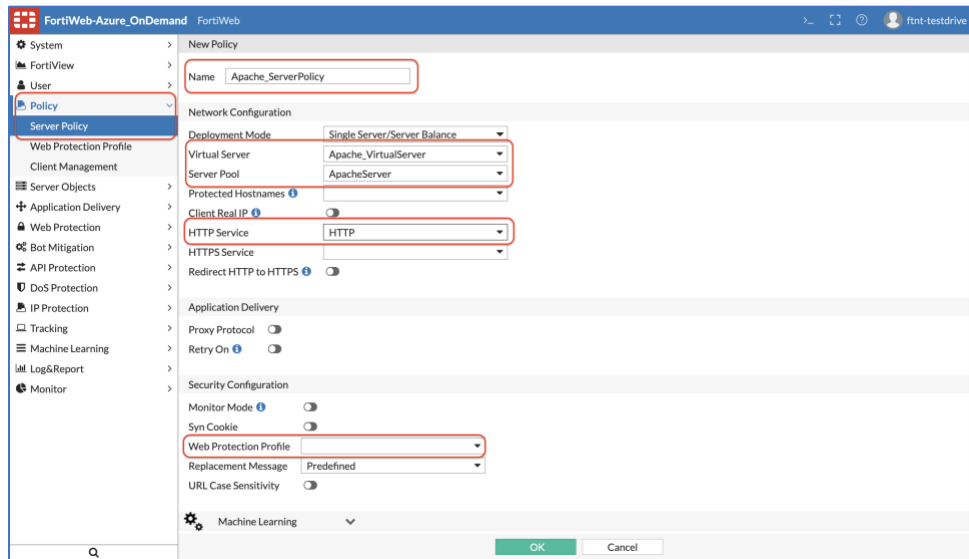 FortiWeb-Azure_OnDemand FortiWeb >_ ftnt-testdrive
System
FortiView
User
Policy
Server Policy
Web Protection Profile
Client Management
Server Objects
Application Delivery
Web Protection
Bot Mitigation
API Protection
DoS Protection
IP Protection
Tracking
Machine Learning
Log&Report
Monitor
New Policy
Name Apache_ServerPolicy
Network Configuration
Deployment Mode Single Server/Server Balance
Virtual Server Apache_VirtualServer
Server Pool ApacheServer
Protected Hostnames
Client Real IP
HTTP Service HTTP
HTTPS Service
Redirect HTTP to HTTPS
Application Delivery
Proxy Protocol
Retry On
Security Configuration
Monitor Mode
Syn Cookie
Web Protection Profile
Replacement Message Predefined
URL Case Sensitivity
Machine Learning
OK Cancel